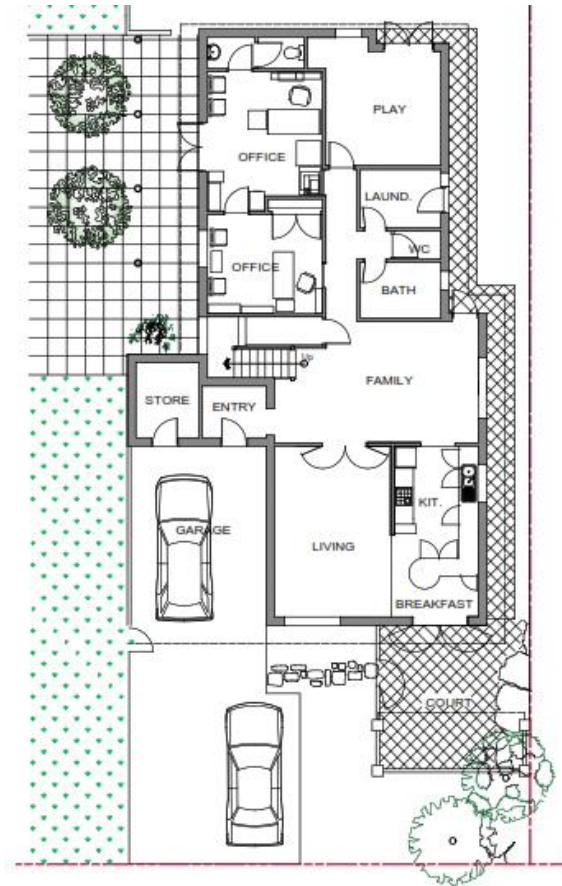 PLAY
OFFICE
LAUND.
WC
OFFICE
BATH
Up
FAMILY
STORE
ENTRY
KIT.
GARAGE
LIVING
BREAKFAST
COURT